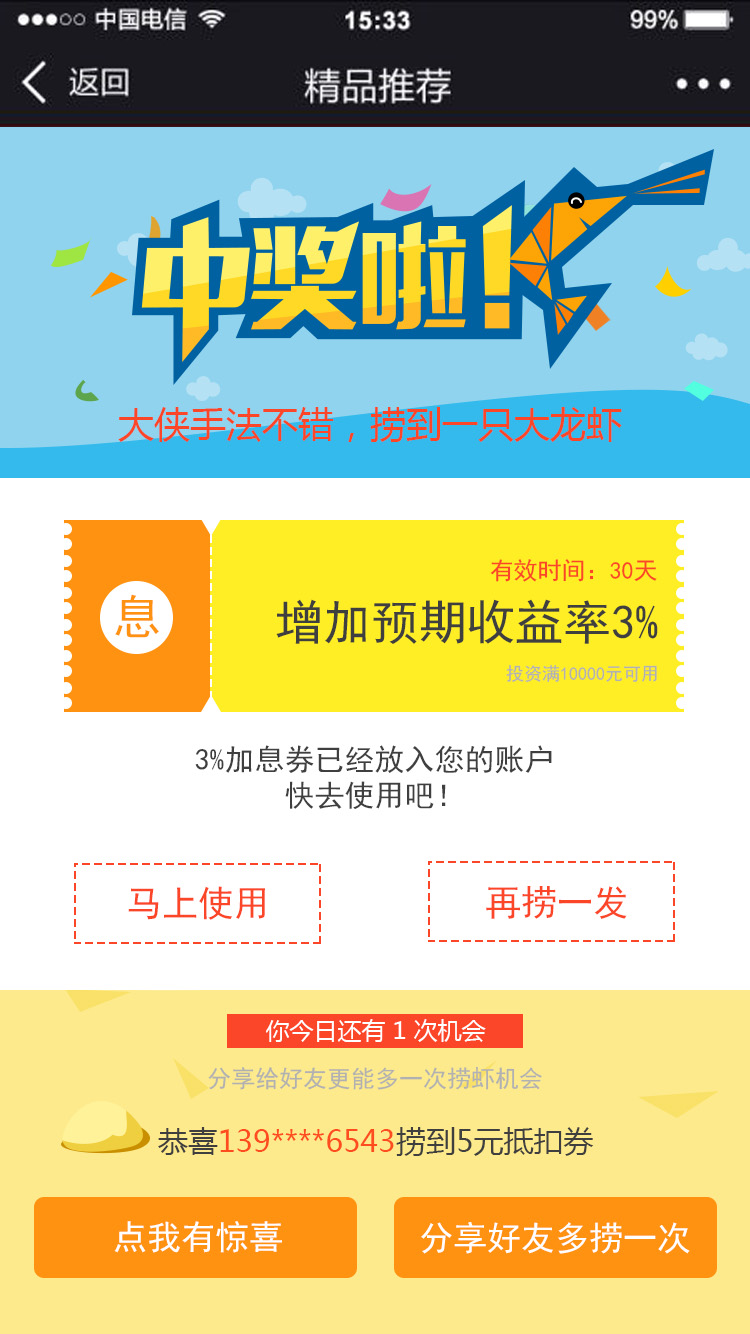 中国电信 15:33 99%
返回 精品推荐
中奖啦!
大侠手法不错，捞到一只大龙虾
有效时间：30天
息 增加预期收益率3%
投资满10000元可用
3%加息券已经放入您的账户
快去使用吧！
马上使用 再捞一发
你今日还有 1 次机会
分享给好友更能多一次捞虾机会
恭喜139****6543捞到5元抵扣券
点我有惊喜 分享好友多捞一次